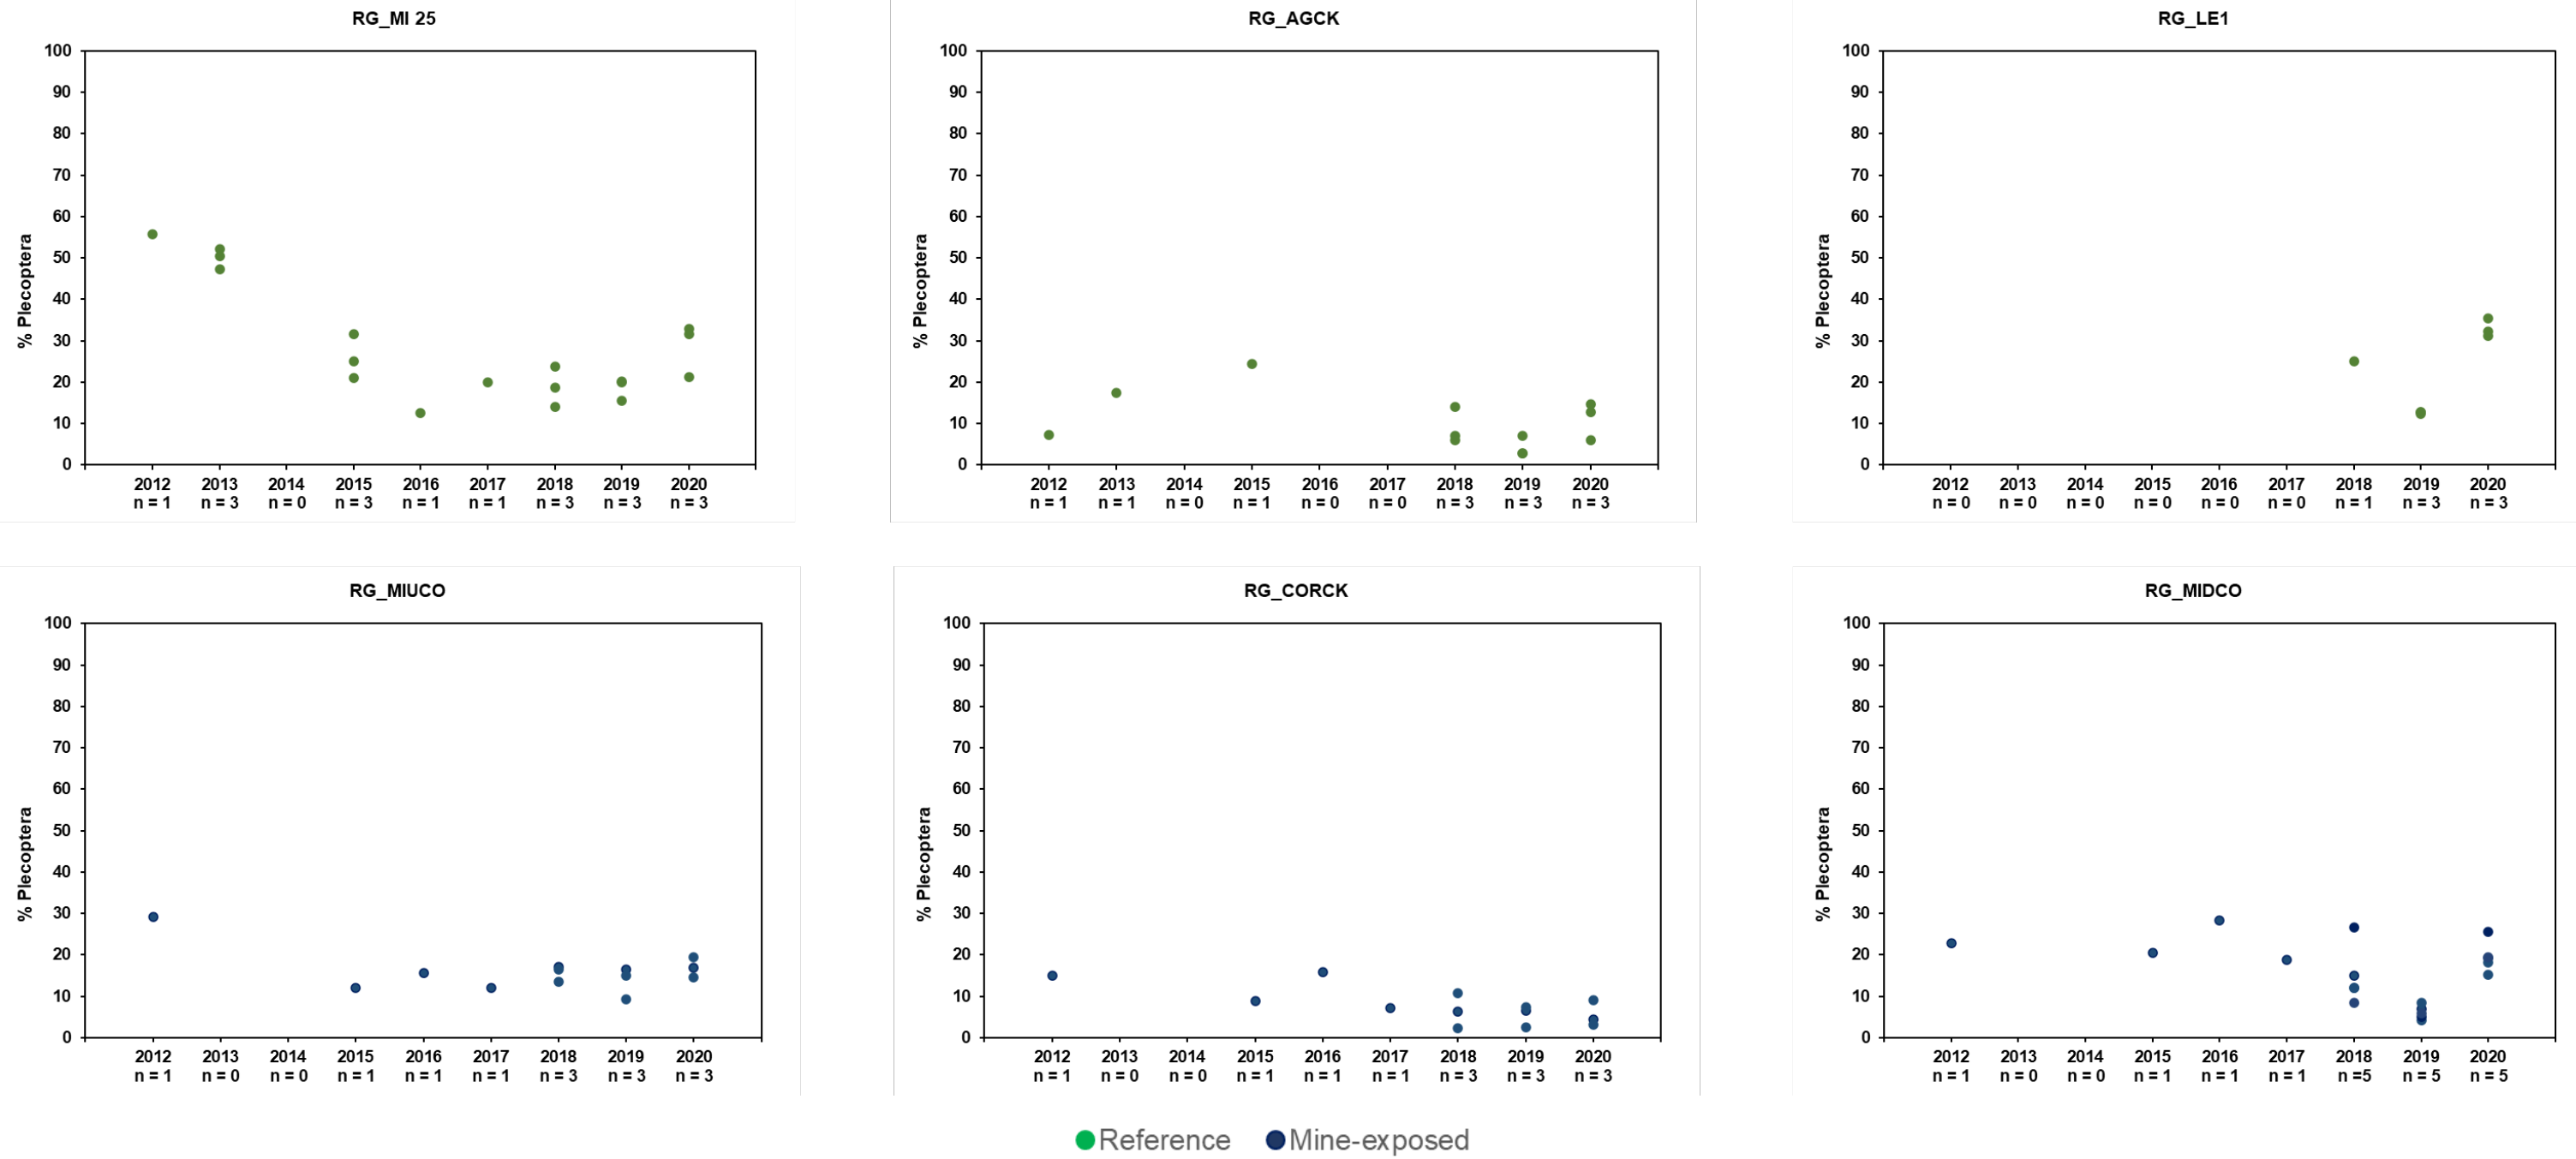 RG_MI 25
% Plecoptera
100
90
80
70
60
50
40
30
20
10
0
2012 2013 2014 2015 2016 2017 2018 2019 2020
n = 1 n = 3 n = 0 n = 3 n = 1 n = 1 n = 3 n = 3 n = 3
RG_AGCK
% Plecoptera
100
90
80
70
60
50
40
30
20
10
0
2012 2013 2014 2015 2016 2017 2018 2019 2020
n = 1 n = 1 n = 0 n = 1 n = 0 n = 0 n = 3 n = 3 n = 3
RG_LE1
% Plecoptera
100
90
80
70
60
50
40
30
20
10
0
2012 2013 2014 2015 2016 2017 2018 2019 2020
n = 0 n = 0 n = 0 n = 0 n = 0 n = 0 n = 1 n = 3 n = 3
RG_MIUCO
% Plecoptera
100
90
80
70
60
50
40
30
20
10
0
2012 2013 2014 2015 2016 2017 2018 2019 2020
n = 1 n = 0 n = 0 n = 1 n = 1 n = 1 n = 3 n = 3 n = 3
RG_CORCK
% Plecoptera
100
90
80
70
60
50
40
30
20
10
0
2012 2013 2014 2015 2016 2017 2018 2019 2020
n = 1 n = 0 n = 0 n = 1 n = 1 n = 1 n = 3 n = 3 n = 3
RG_MIDCO
% Plecoptera
100
90
80
70
60
50
40
30
20
10
0
2012 2013 2014 2015 2016 2017 2018 2019 2020
n = 1 n = 0 n = 0 n = 1 n = 1 n = 1 n =5 n = 5 n = 5
Reference Mine-exposed